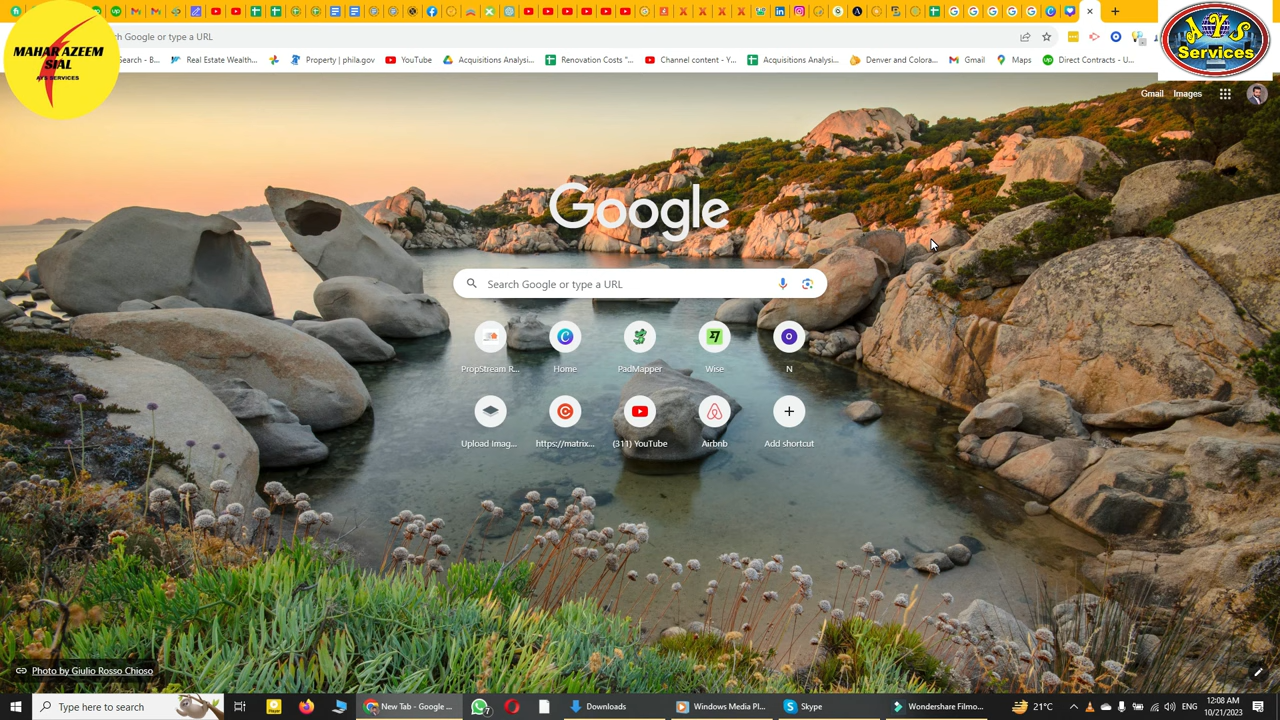 MAHAR AZEEM
SIAL
AYS SERVICES
AYS
Services
ch Google or type a URL
Search - B...
Real Estate Wealth...
Property | phila.gov
YouTube
Acquisitions Analysi...
Renovation Costs "...
Channel content - Y...
Acquisitions Analysi...
Denver and Colora...
Gmail
Maps
Direct Contracts - U...
Gmail
Images
Google
Search Google or type a URL
PropStream R...
Home
PadMapper
Wise
N
Upload imag...
https://matrix...
(311) YouTube
Airbnb
Add shortcut
Photo by Giulio Rosso Chioso
Type here to search
New Tab - Google ...
Downloads
Windows Media Pl...
Skype
Wondershare Filmo...
21°C
ENG
12:08 AM
10/21/2023